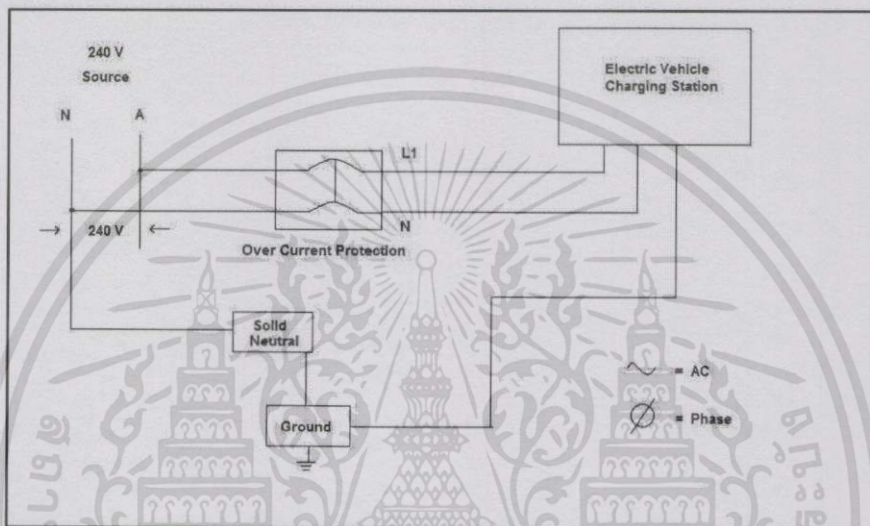 240 V
Source
N
A
Electric Vehicle
Charging Station
L1
N
240 V
Over Current Protection
Solid
Neutral
= AC
Ground
= Phase